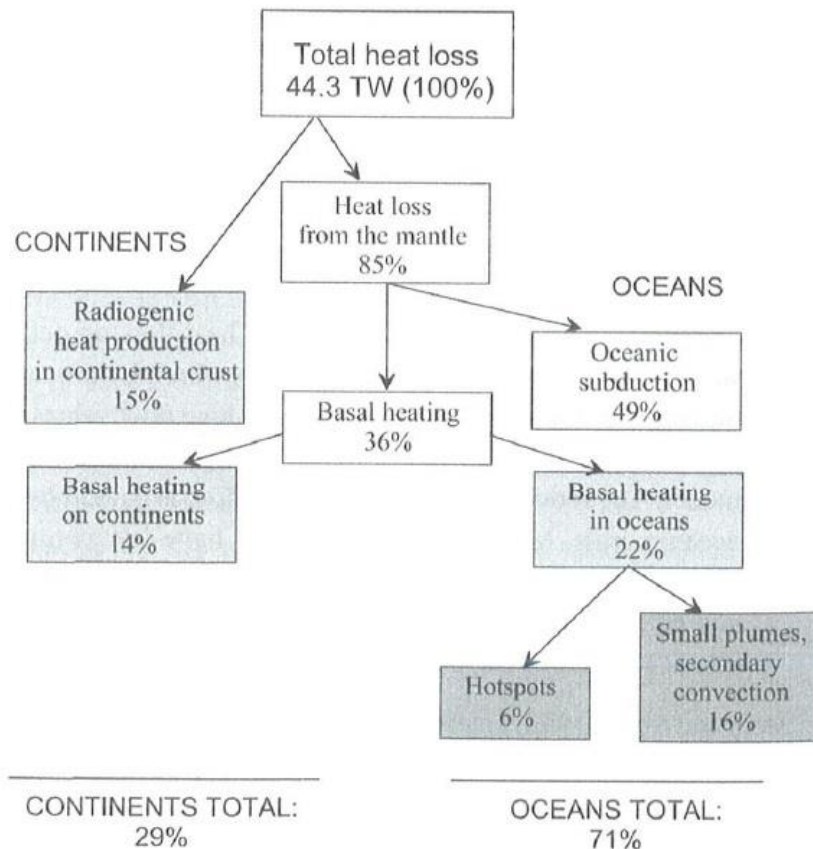 Total heat loss
44.3 TW (100%)
Heat loss
from the mantle
85%
CONTINENTS
OCEANS
Radiogenic
heat production
in continental crust
15%
Oceanic
subduction
49%
Basal heating
36%
Basal heating
on continents
14%
Basal heating
in oceans
22%
Small plumes,
secondary
convection
16%
Hotspots
6%
CONTINENTS TOTAL:
29%
OCEANS TOTAL:
71%